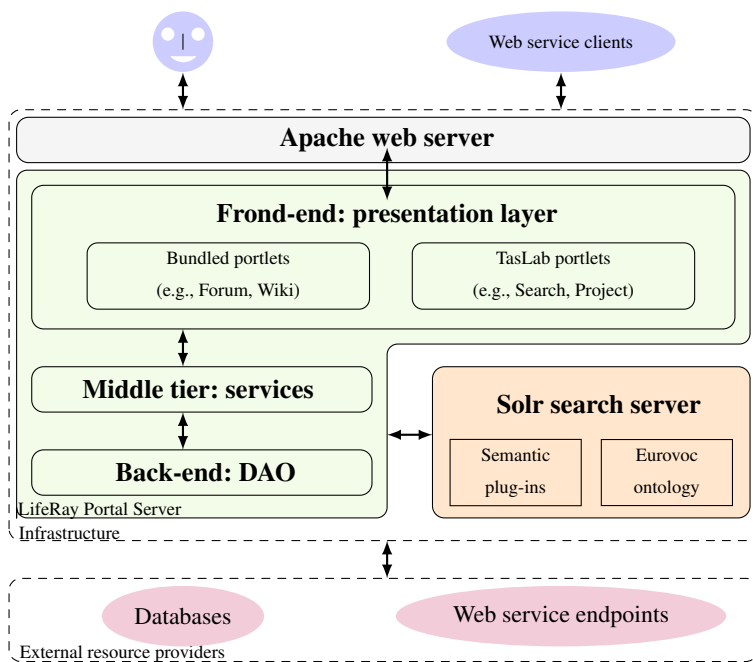 Web service clients
Apache web server
Frond-end: presentation layer
Bundled portlets
(e.g., Forum, Wiki)
TasLab portlets
(e.g., Search, Project)
Middle tier: services
Back-end: DAO
Solr search server
Semantic
plug-ins
Eurovoc
ontology
LifeRay Portal Server
Infrastructure
Databases
Web service endpoints
External resource providers